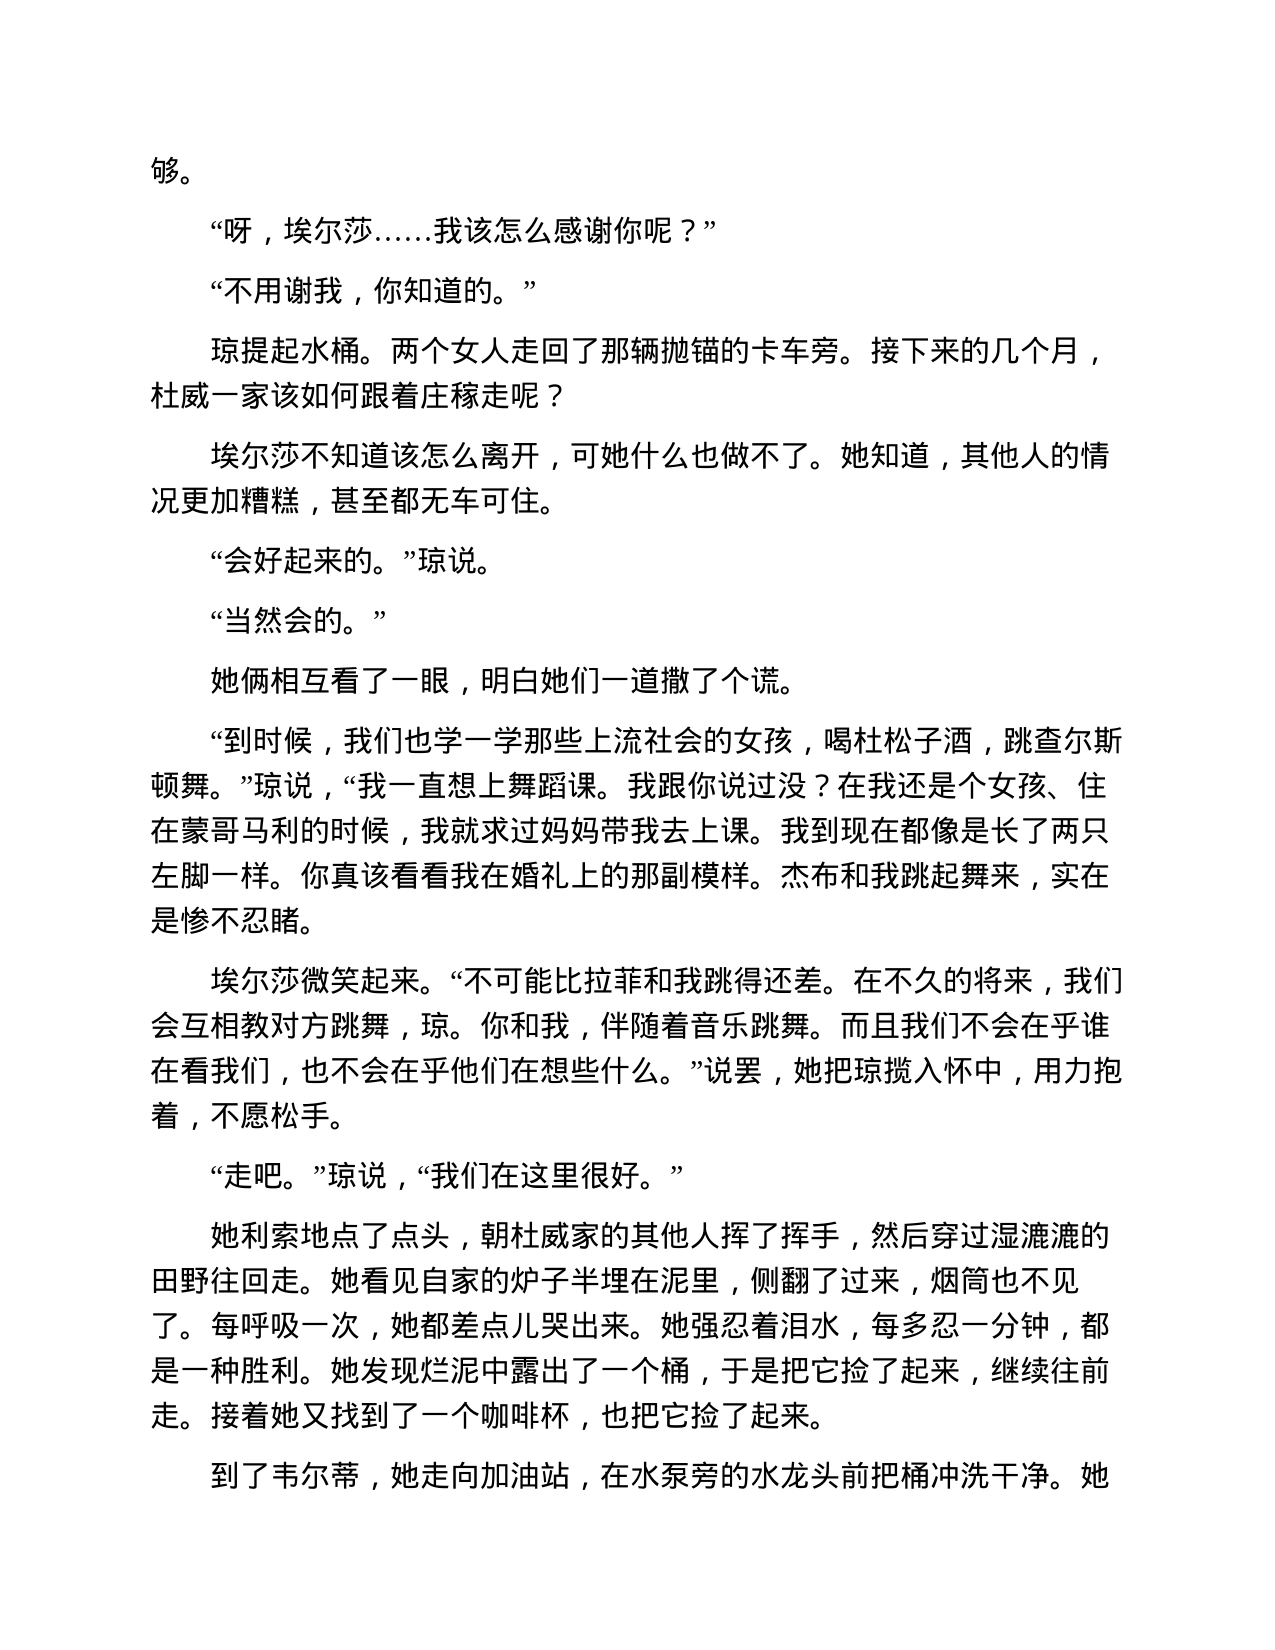 够。
“呀，埃尔莎……我该怎么感谢你呢？”
“不用谢我，你知道的。”
琼提起水桶。两个女人走回了那辆抛锚的卡车旁。接下来的几个月，
杜威一家该如何跟着庄稼走呢？
埃尔莎不知道该怎么离开，可她什么也做不了。她知道，其他人的情
况更加糟糕，甚至都无车可住。
“会好起来的。”琼说。
“当然会的。”
她俩相互看了一眼，明白她们一道撒了个谎。
“到时候，我们也学一学那些上流社会的女孩，喝杜松子酒，跳查尔斯
顿舞。”琼说，“我一直想上舞蹈课。我跟你说过没？在我还是个女孩、住
在蒙哥马利的时候，我就求过妈妈带我去上课。我到现在都像是长了两只
左脚一样。你真该看看我在婚礼上的那副模样。杰布和我跳起舞来，实在
是惨不忍睹。
埃尔莎微笑起来。“不可能比拉菲和我跳得还差。在不久的将来，我们
会互相教对方跳舞，琼。你和我，伴随着音乐跳舞。而且我们不会在乎谁
在看我们，也不会在乎他们在想些什么。”说罢，她把琼揽入怀中，用力抱
着，不愿松手。
“走吧。”琼说，“我们在这里很好。”
她利索地点了点头，朝杜威家的其他人挥了挥手，然后穿过湿漉漉的
田野往回走。她看见自家的炉子半埋在泥里，侧翻了过来，烟筒也不见
了。每呼吸一次，她都差点儿哭出来。她强忍着泪水，每多忍一分钟，都
是一种胜利。她发现烂泥中露出了一个桶，于是把它捡了起来，继续往前
走。接着她又找到了一个咖啡杯，也把它捡了起来。
到了韦尔蒂，她走向加油站，在水泵旁的水龙头前把桶冲洗干净。她